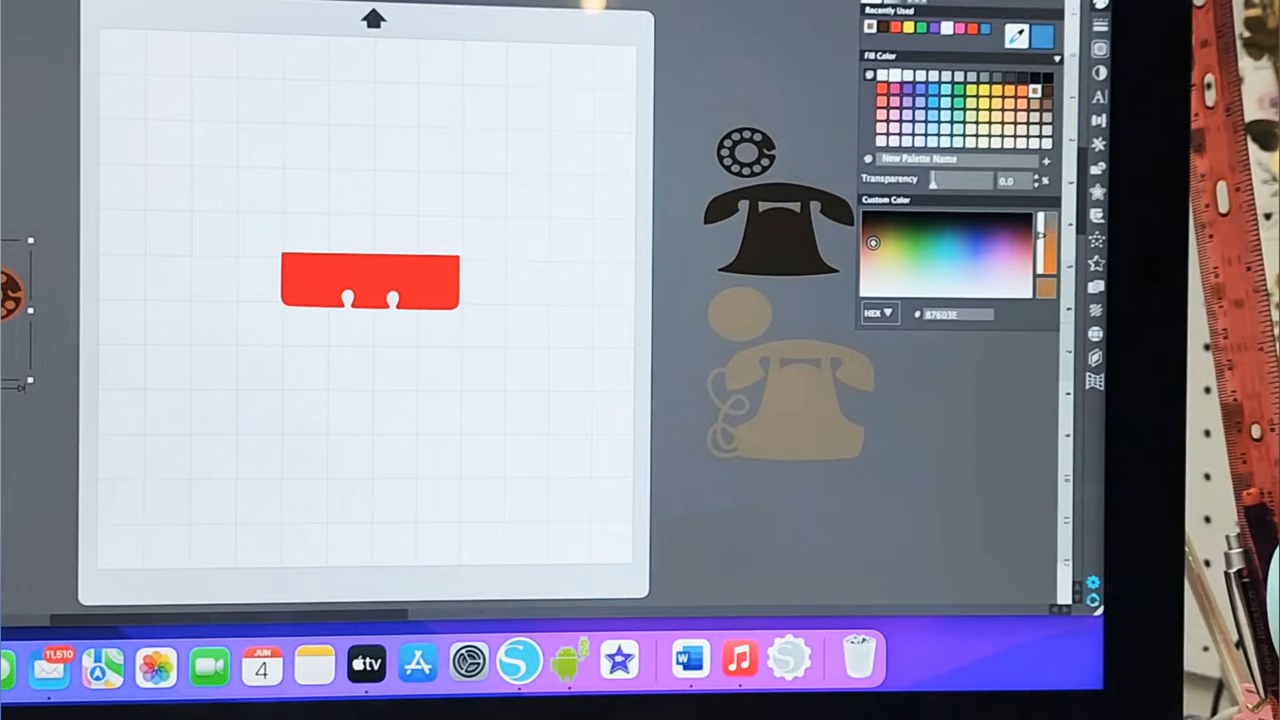 Recently Used
Fill Color
A
New Palette Name
+
Transparency
0.0
%
Custom Color
HEX
# 87603E
11,510
JUN
4
tv
W